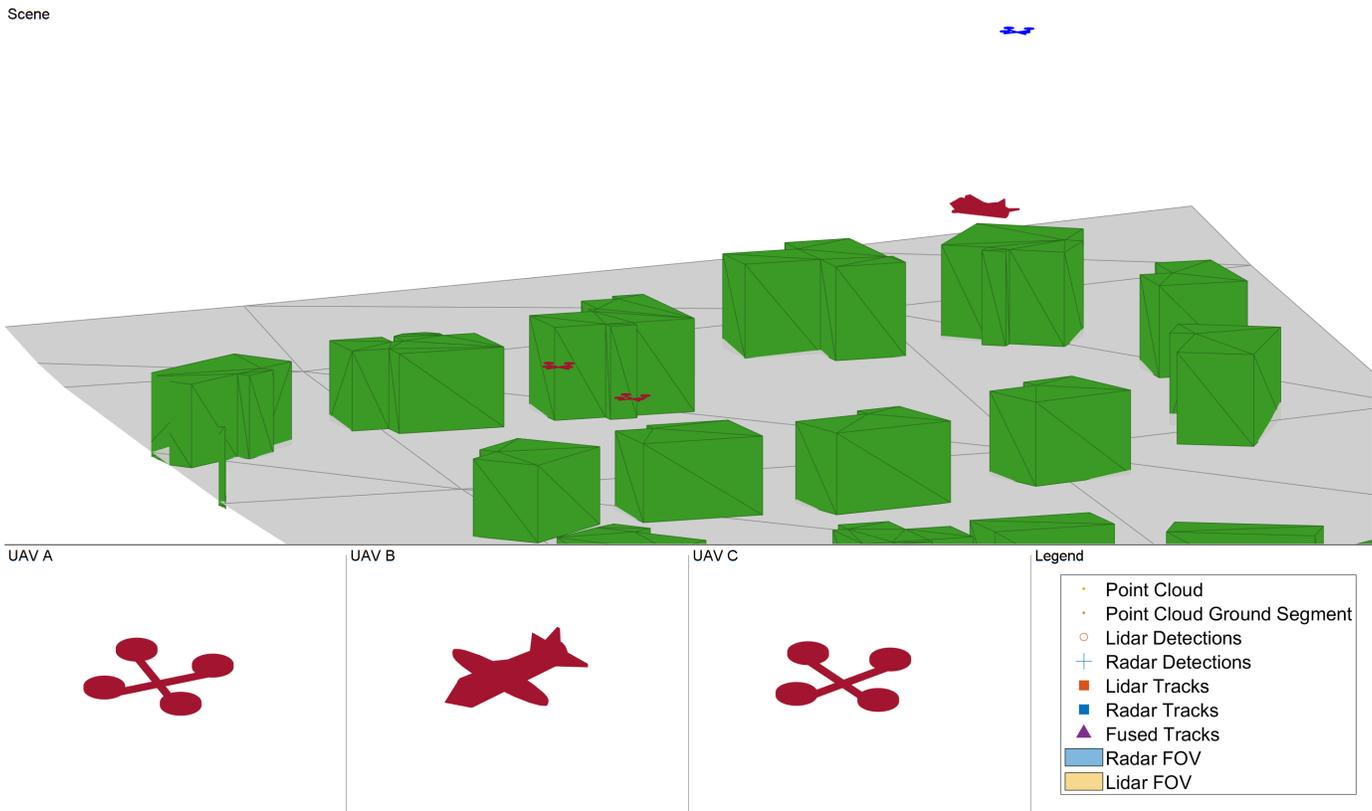 Scene
UAV A
UAV B
UAV C
Legend
Point Cloud
Point Cloud Ground Segment
Lidar Detections
Radar Detections
Lidar Tracks
Radar Tracks
Fused Tracks
Radar FOV
Lidar FOV